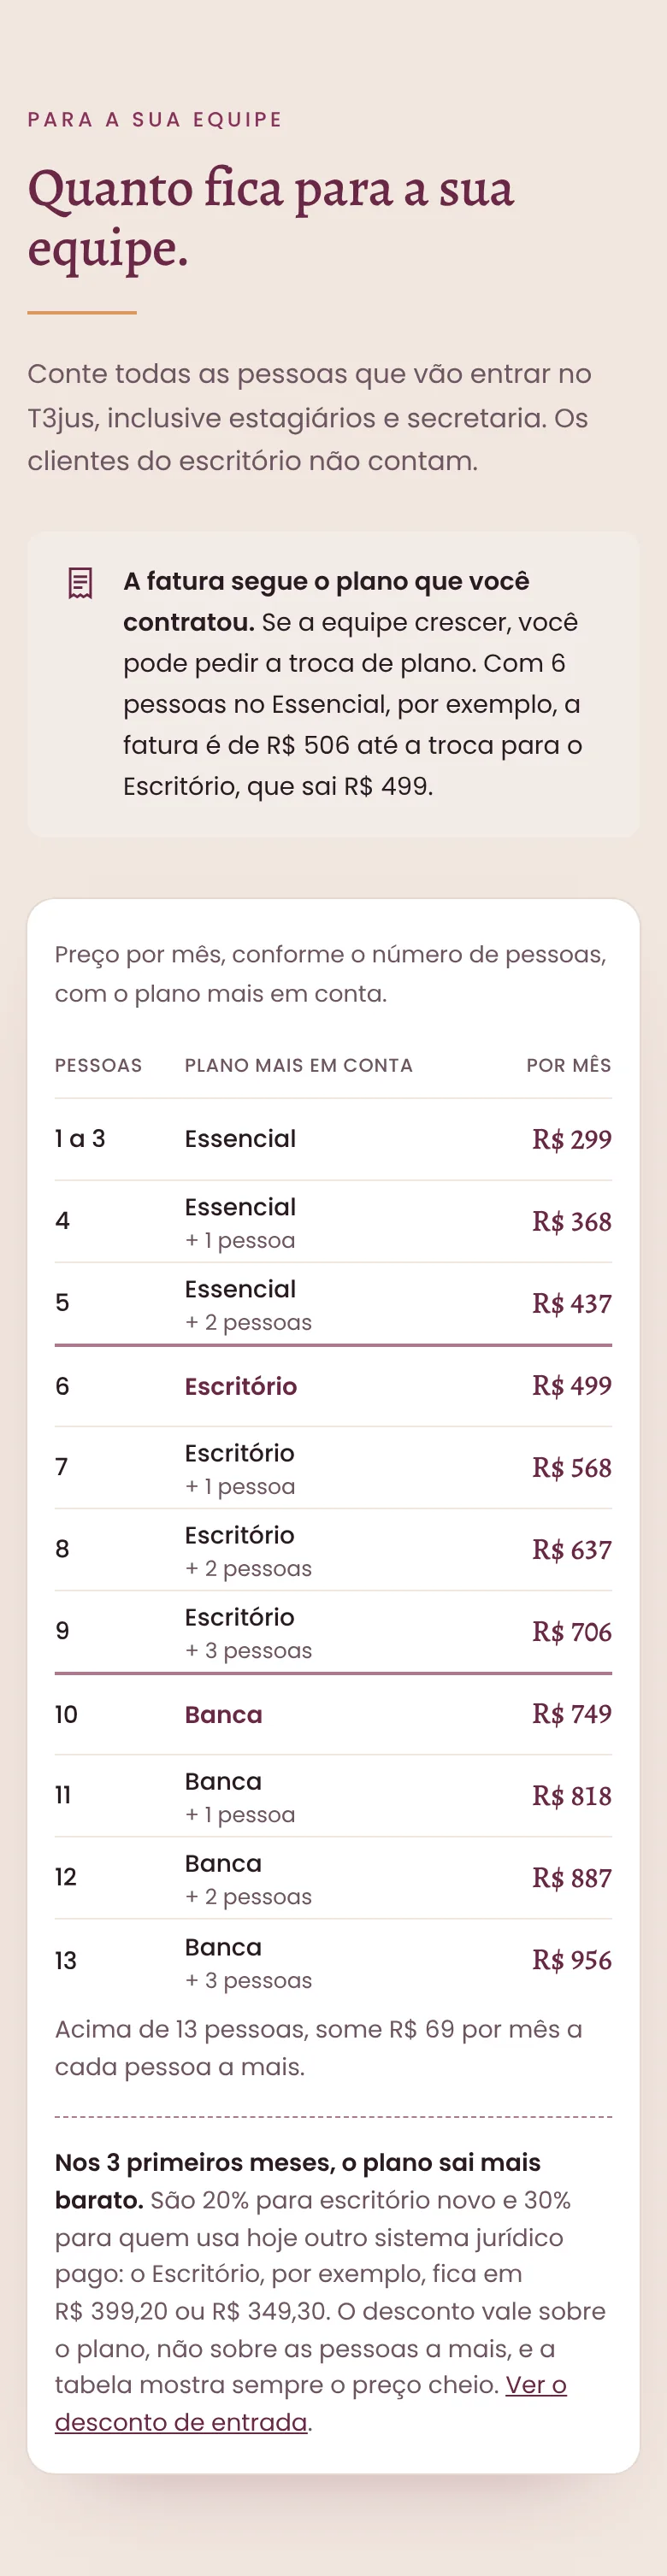 PARA A SUA EQUIPE
Quanto fica para a sua
equipe.
Conte todas as pessoas que vão entrar no
T3jus, inclusive estagiários e secretaria. Os
clientes do escritório não contam.
A fatura segue o plano que você
contratou. Se a equipe crescer, você
pode pedir a troca de plano. Com 6
pessoas no Essencial, por exemplo, a
fatura é de R$ 506 até a troca para o
Escritório, que sai R$ 499.
Preço por mês, conforme o número de pessoas,
com o plano mais em conta.
PESSOAS PLANO MAIS EM CONTA POR MÊS
1 a 3 Essencial R$ 299
4 Essencial + 1 pessoa R$ 368
5 Essencial + 2 pessoas R$ 437
6 Escritório R$ 499
7 Escritório + 1 pessoa R$ 568
8 Escritório + 2 pessoas R$ 637
9 Escritório + 3 pessoas R$ 706
10 Banca R$ 749
11 Banca + 1 pessoa R$ 818
12 Banca + 2 pessoas R$ 887
13 Banca + 3 pessoas R$ 956
Acima de 13 pessoas, some R$ 69 por mês a
cada pessoa a mais.
Nos 3 primeiros meses, o plano sai mais
barato. São 20% para escritório novo e 30%
para quem usa hoje outro sistema jurídico
pago: o Escritório, por exemplo, fica em
R$ 399,20 ou R$ 349,30. O desconto vale sobre
o plano, não sobre as pessoas a mais, e a
tabela mostra sempre o preço cheio. Ver o
desconto de entrada.